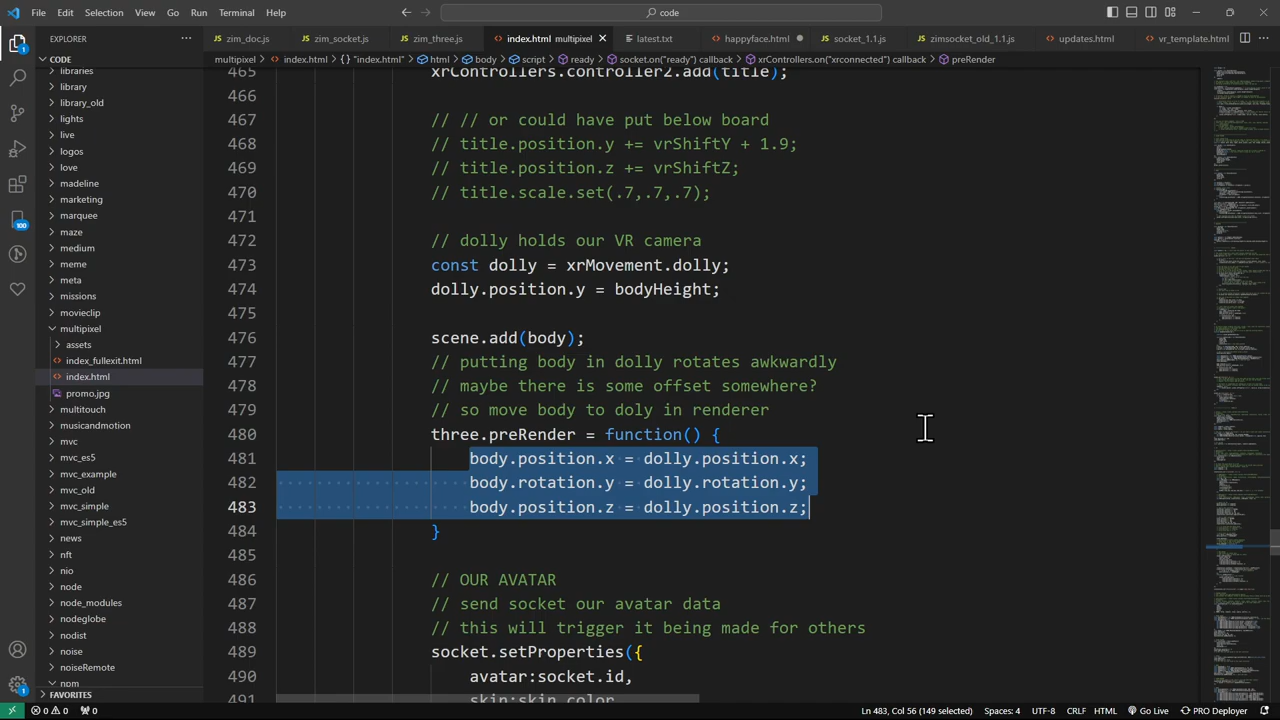 File Edit Selection View Go Run Terminal Help
code
EXPLORER
zim_doc.js zim_socket.js zim_three.js index.html multipixel latest.txt happyface.html socket_1.1.js zimsocket_old_1.1.js updates.html vr_template.html
CODE
multipixel > index.html > "index.html" > html > body > script > ready > socket.on("ready") callback > xrControllers.on("xrconnected") callback > preRender
libraries
library
library_old
lights
live
logos
love
madeline
marketing
marquee
maze
medium
meme
meta
missions
movieclip
multipixel
assets
index_fullexit.html
index.html
promo.jpg
multitouch
musicandmotion
mvc
mvc_es5
mvc_example
mvc_old
mvc_simple
mvc_simple_es5
news
nft
nio
node
node_modules
nodeglobe
nodist
noise
noiseRemote
npm
FAVORITES
465 xrControllers.controller2.add(title);
466
467 // // or could have put below board
468 // title.position.y += vrShiftY + 1.9;
469 // title.position.z += vrShiftZ;
470 // title.scale.set(.7,.7,.7);
471
472 // dolly holds our VR camera
473 const dolly = xrMovement.dolly;
474 dolly.position.y = bodyHeight;
475
476 scene.add(body);
477 // putting body in dolly rotates awkwardly
478 // maybe there is some offset somewhere?
479 // so move body to doly in renderer
480 three.preRender = function() {
481 body.position.x = dolly.position.x;
482 body.rotation.y = dolly.rotation.y;
483 body.position.z = dolly.position.z;
484 }
485
486 // OUR AVATAR
487 // send socket our avatar data
488 // this will trigger it being made for others
489 socket.setProperties({
490 avatar:socket.id,
491 skin:skin.color
1
100
1
0 0 0 Ln 483, Col 56 (149 selected) Spaces: 4 UTF-8 CRLF HTML Go Live PRO Deployer